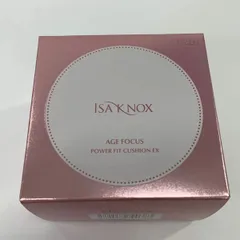 ISA KNOX
AGE FOCUS
POWER FIT CUSHION EX